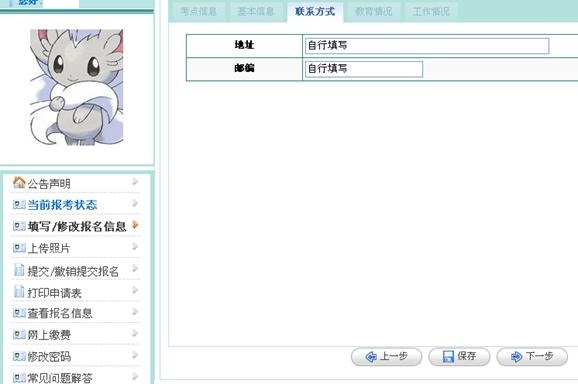 您好:
考点信息 基本信息 联系方式 教育情况 工作情况
地址 自行填写
邮编 自行填写
公告声明
当前报考状态
填写/修改报名信息
上传照片
提交/撤销提交报名
打印申请表
查看报名信息
网上缴费
修改密码
常见问题解答
上一步 保存 下一步